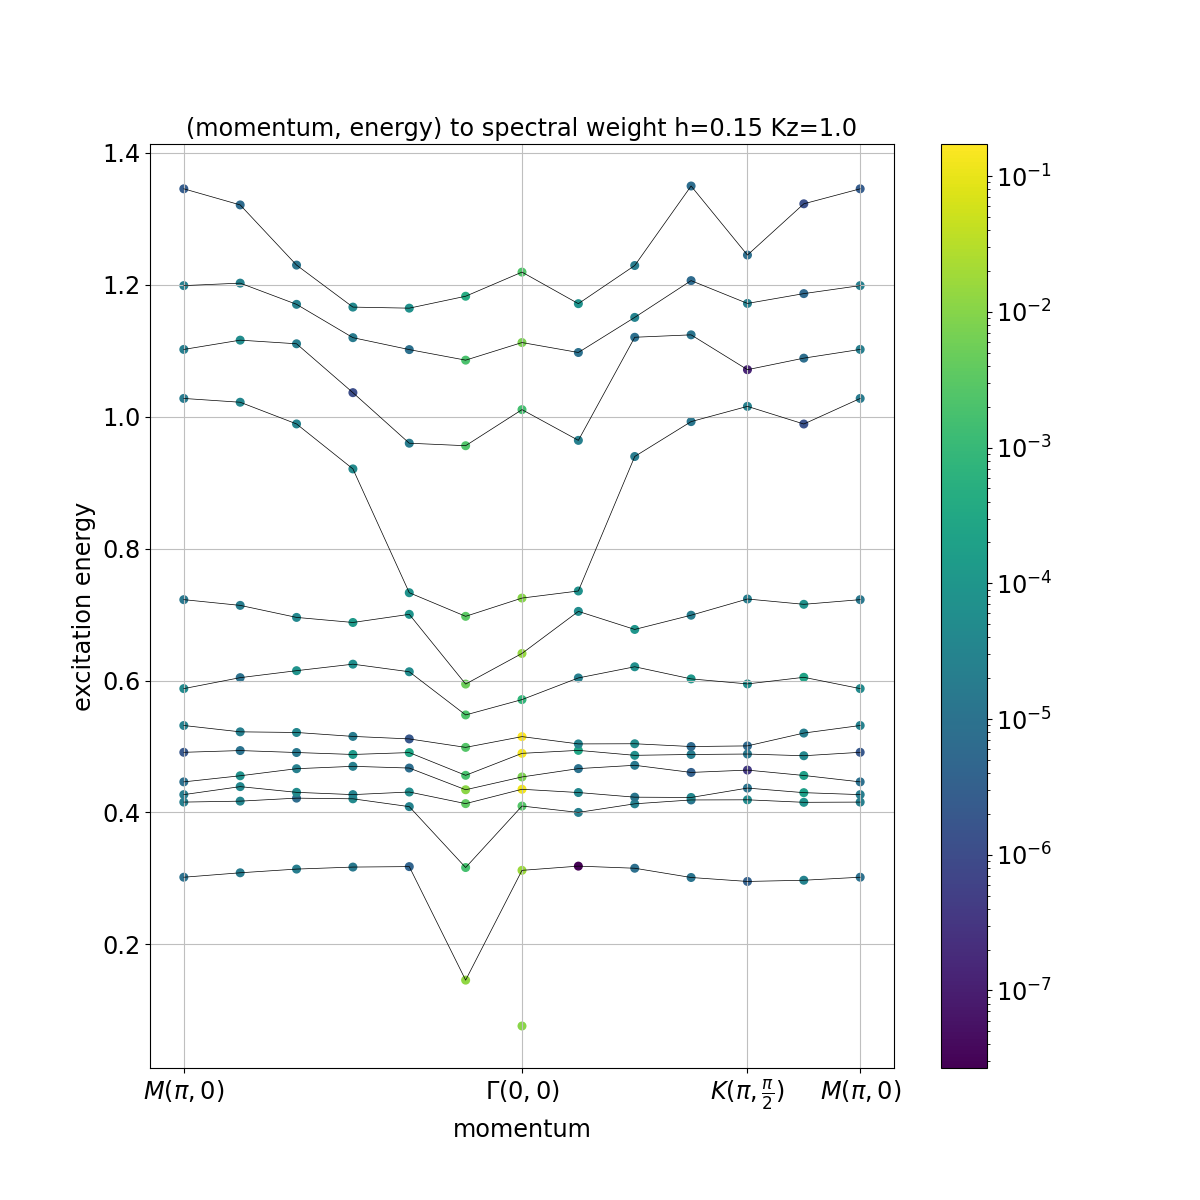 (momentum, energy) to spectral weight h=0.15 Kz=1.0
1.4
1.2
1.0
0.8
0.6
0.4
0.2
excitation energy
M(π, 0)
Γ(0, 0)
K(π, π/2)
M(π, 0)
momentum
10⁻¹
10⁻²
10⁻³
10⁻⁴
10⁻⁵
10⁻⁶
10⁻⁷